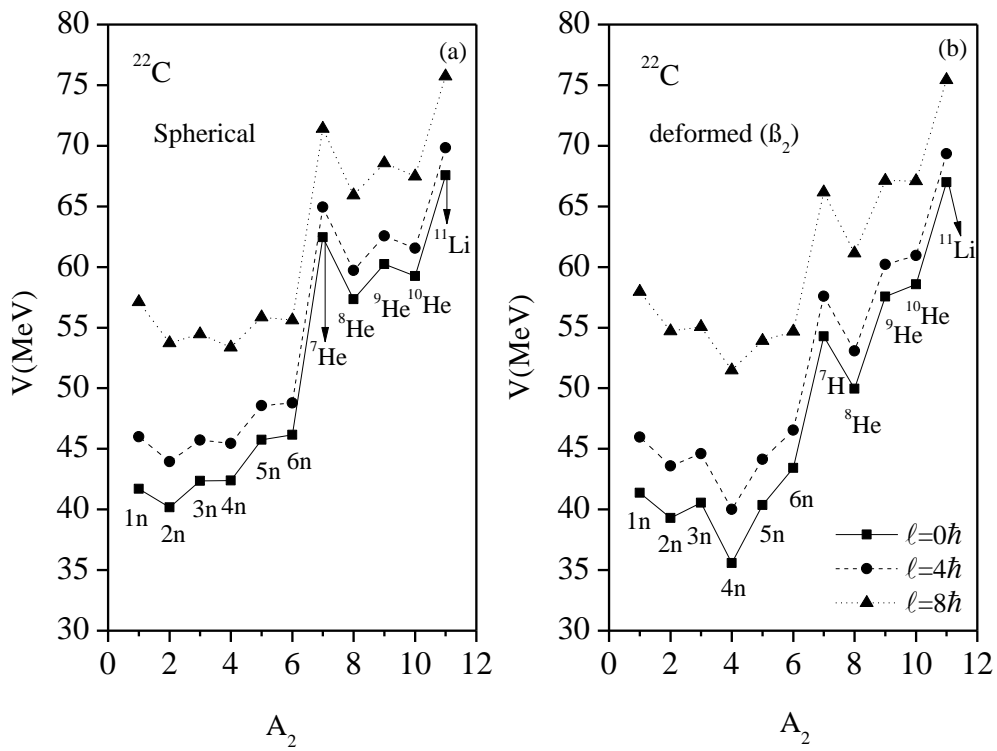 (a)
²²C
Spherical
80
75
70
65
60
55
50
45
40
35
30
V(MeV)
1n
2n
3n
4n
5n
6n
⁷He
⁸He
⁹He
¹⁰He
¹¹Li
0 2 4 6 8 10 12
A₂
(b)
²²C
deformed (ß₂)
80
75
70
65
60
55
50
45
40
35
30
V(MeV)
1n
2n
3n
4n
5n
6n
⁷H
⁸He
⁹He
¹⁰He
¹¹Li
ℓ=0ℏ
ℓ=4ℏ
ℓ=8ℏ
0 2 4 6 8 10 12
A₂